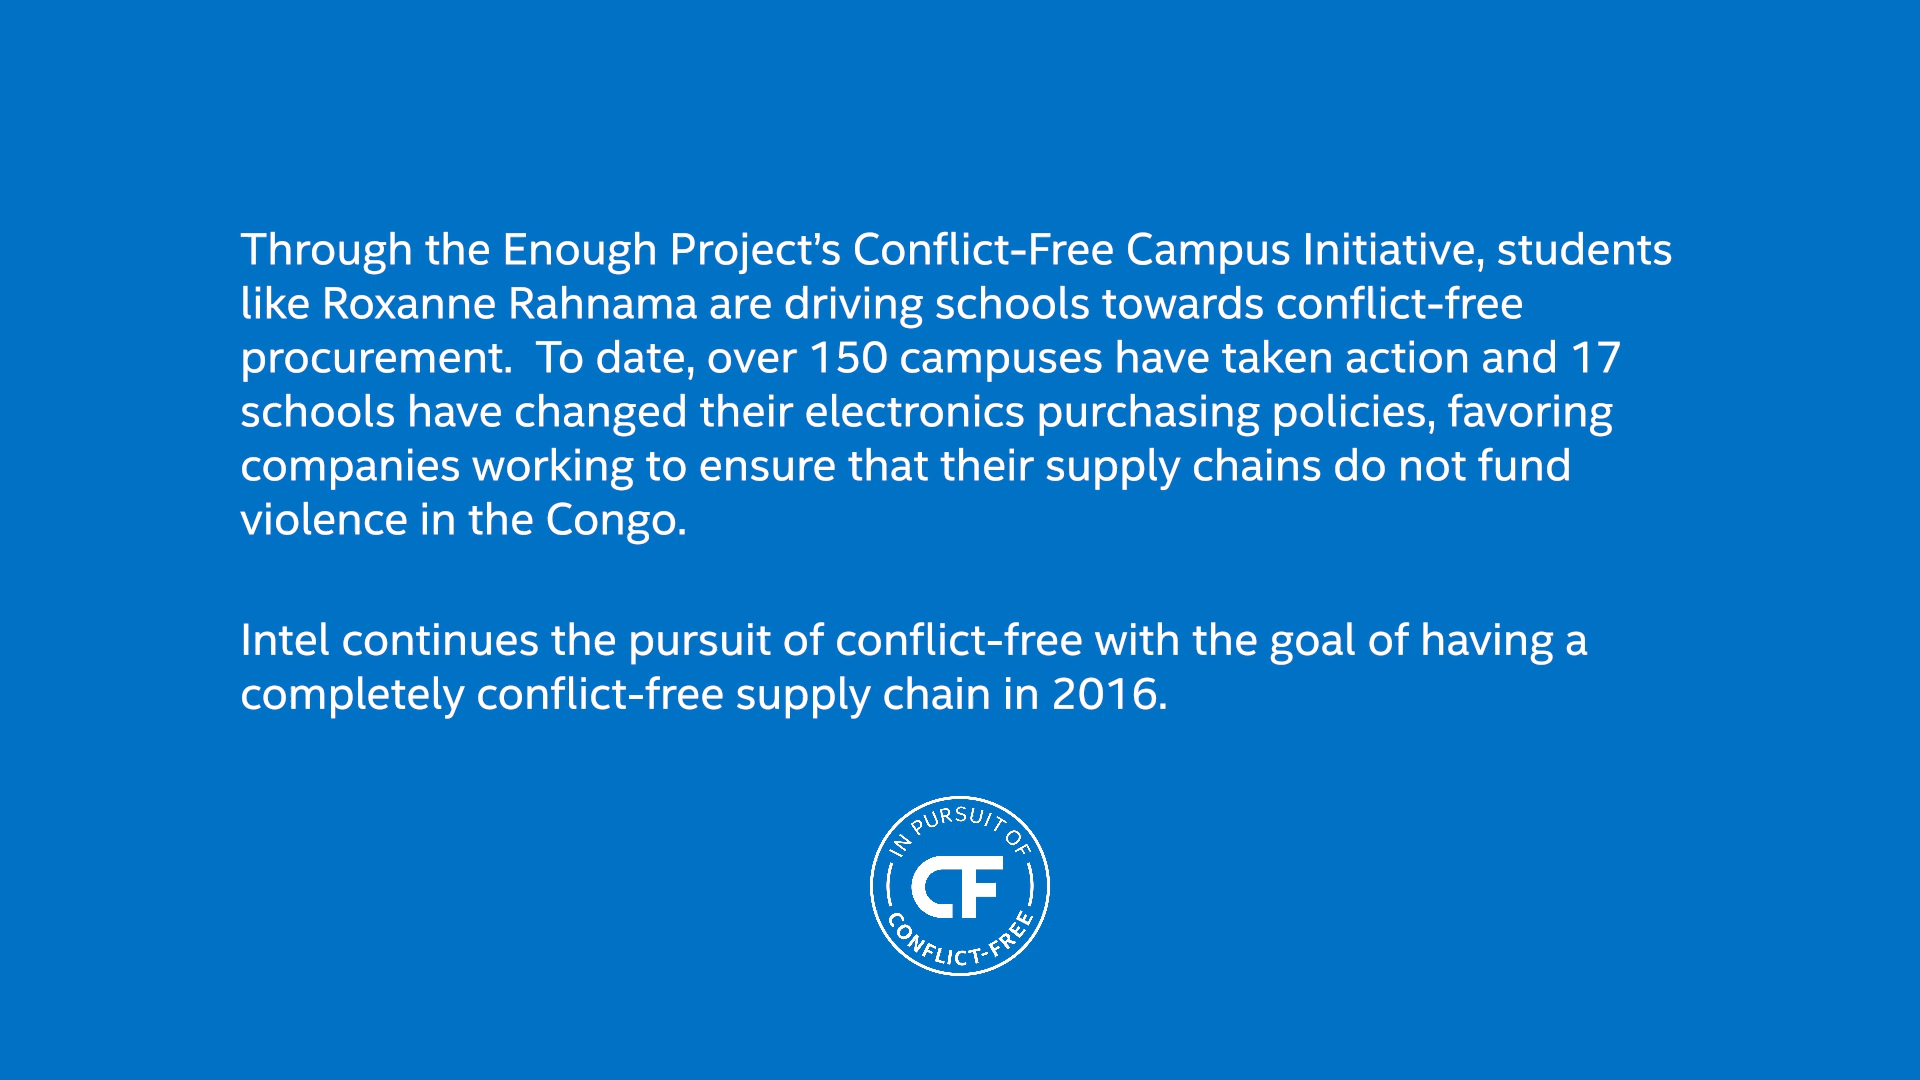 Through the Enough Project’s Conflict-Free Campus Initiative, students
like Roxanne Rahnama are driving schools towards conflict-free
procurement.  To date, over 150 campuses have taken action and 17
schools have changed their electronics purchasing policies, favoring
companies working to ensure that their supply chains do not fund
violence in the Congo.
Intel continues the pursuit of conflict-free with the goal of having a
completely conflict-free supply chain in 2016.
IN PURSUIT OF
CF
CONFLICT-FREE